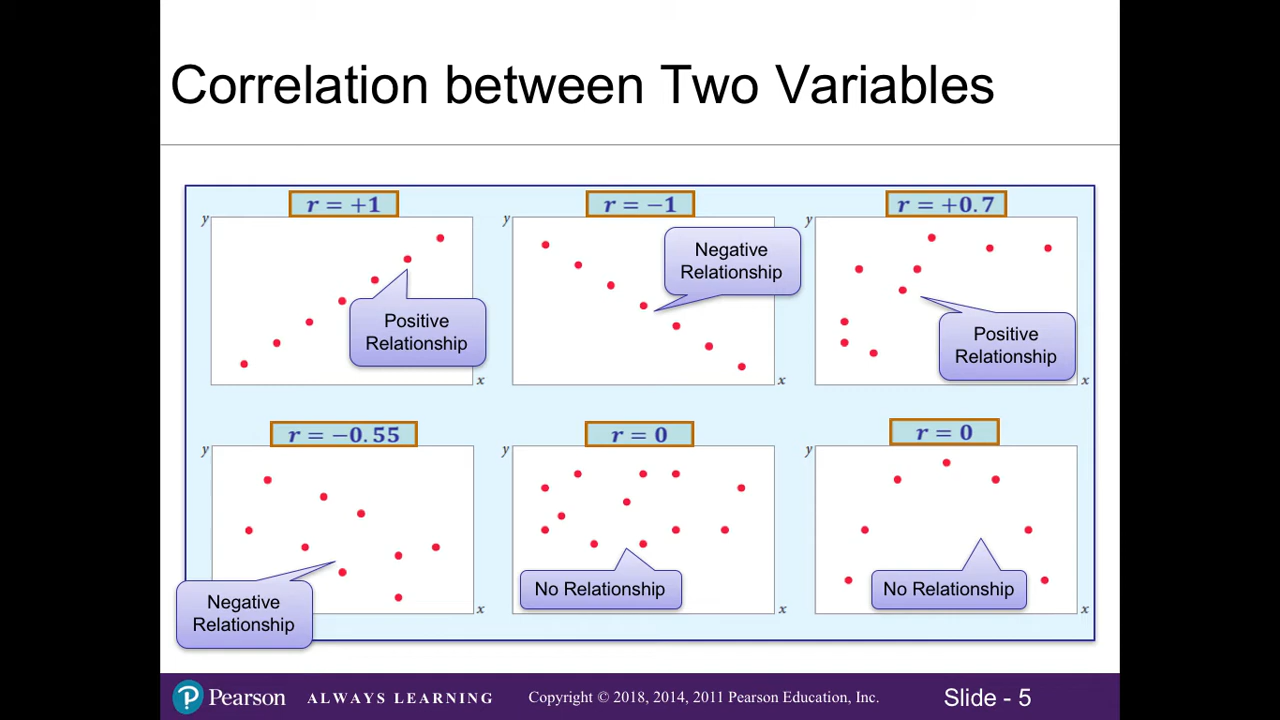 Correlation between Two Variables
r = +1
r = −1
r = +0.7
y
y
y
Negative
Relationship
Positive
Relationship
Positive
Relationship
x
x
x
r = −0.55
r = 0
r = 0
y
y
y
No Relationship
No Relationship
Negative
Relationship
x
x
x
Pearson
ALWAYS LEARNING
Copyright © 2018, 2014, 2011 Pearson Education, Inc.
Slide - 5